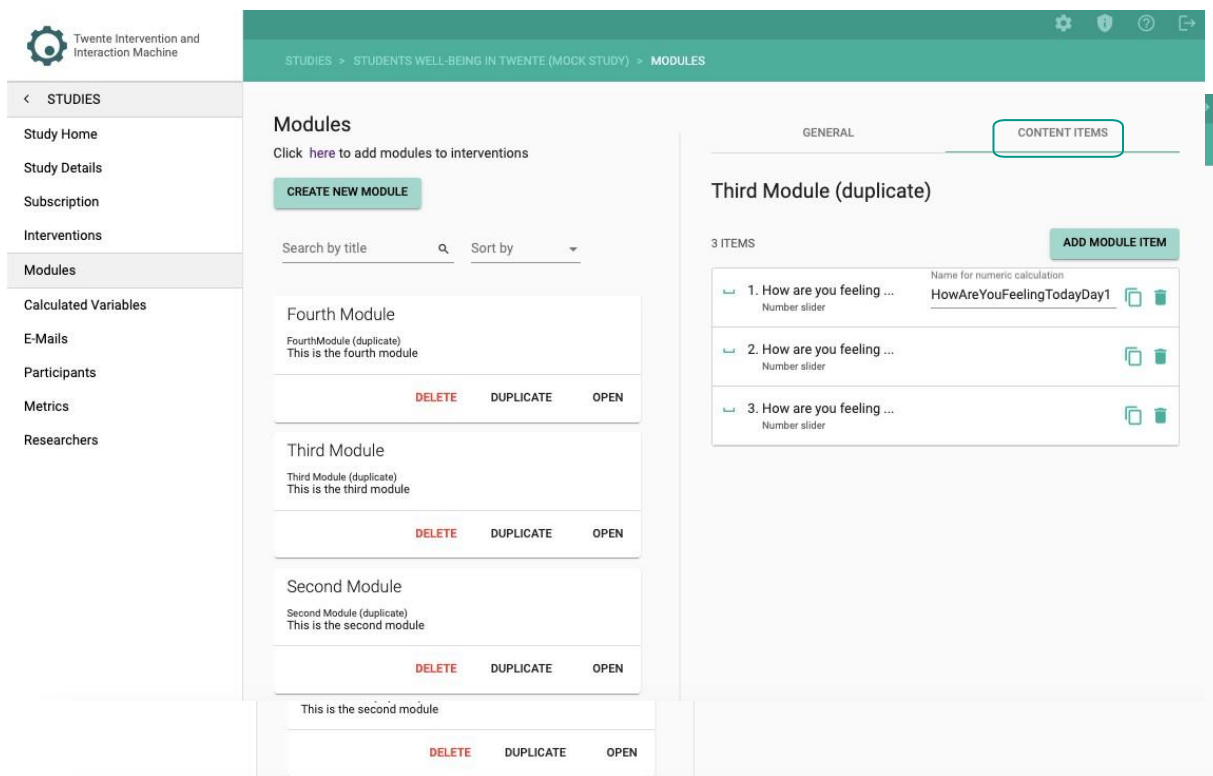 Twente Intervention and
Interaction Machine
STUDIES > STUDENTS WELL-BEING IN TWENTE (MOCK STUDY) > MODULES
< STUDIES
Study Home
Study Details
Subscription
Interventions
Modules
Calculated Variables
E-Mails
Participants
Metrics
Researchers
Modules
Click here to add modules to interventions
CREATE NEW MODULE
Search by title
Sort by
Fourth Module
FourthModule (duplicate)
This is the fourth module
DELETE DUPLICATE OPEN
Third Module
Third Module (duplicate)
This is the third module
DELETE DUPLICATE OPEN
Second Module
Second Module (duplicate)
This is the second module
DELETE DUPLICATE OPEN
This is the second module
DELETE DUPLICATE OPEN
GENERAL CONTENT ITEMS
Third Module (duplicate)
3 ITEMS
ADD MODULE ITEM
1. How are you feeling ...
Number slider
Name for numeric calculation
HowAreYouFeelingTodayDay1
2. How are you feeling ...
Number slider
3. How are you feeling ...
Number slider